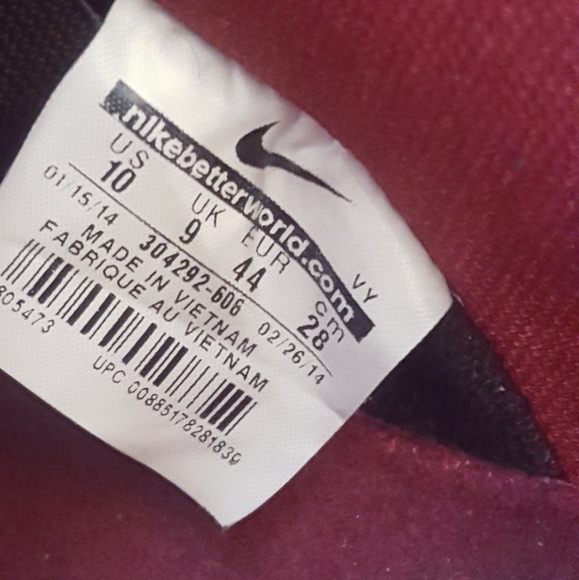 nikebetterworld.com
VY
US UK EUR cm
10 9 44 28
01/15/14 304292-606 02/26/14
MADE IN VIETNAM
FABRIQUE AU VIETNAM
805473
UPC 00885178281839